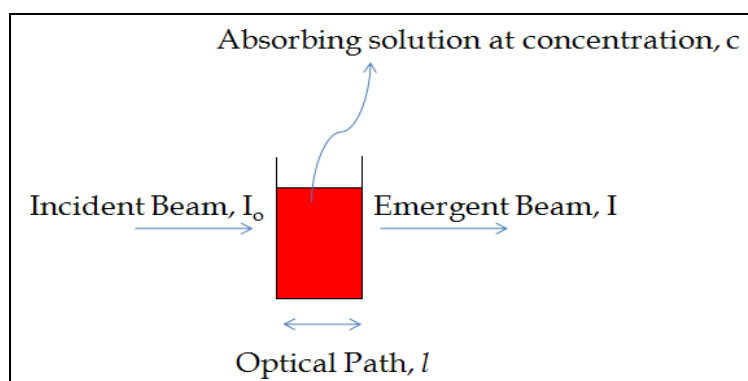 Absorbing solution at concentration, c
Incident Beam, Iₒ
Emergent Beam, I
Optical Path, l